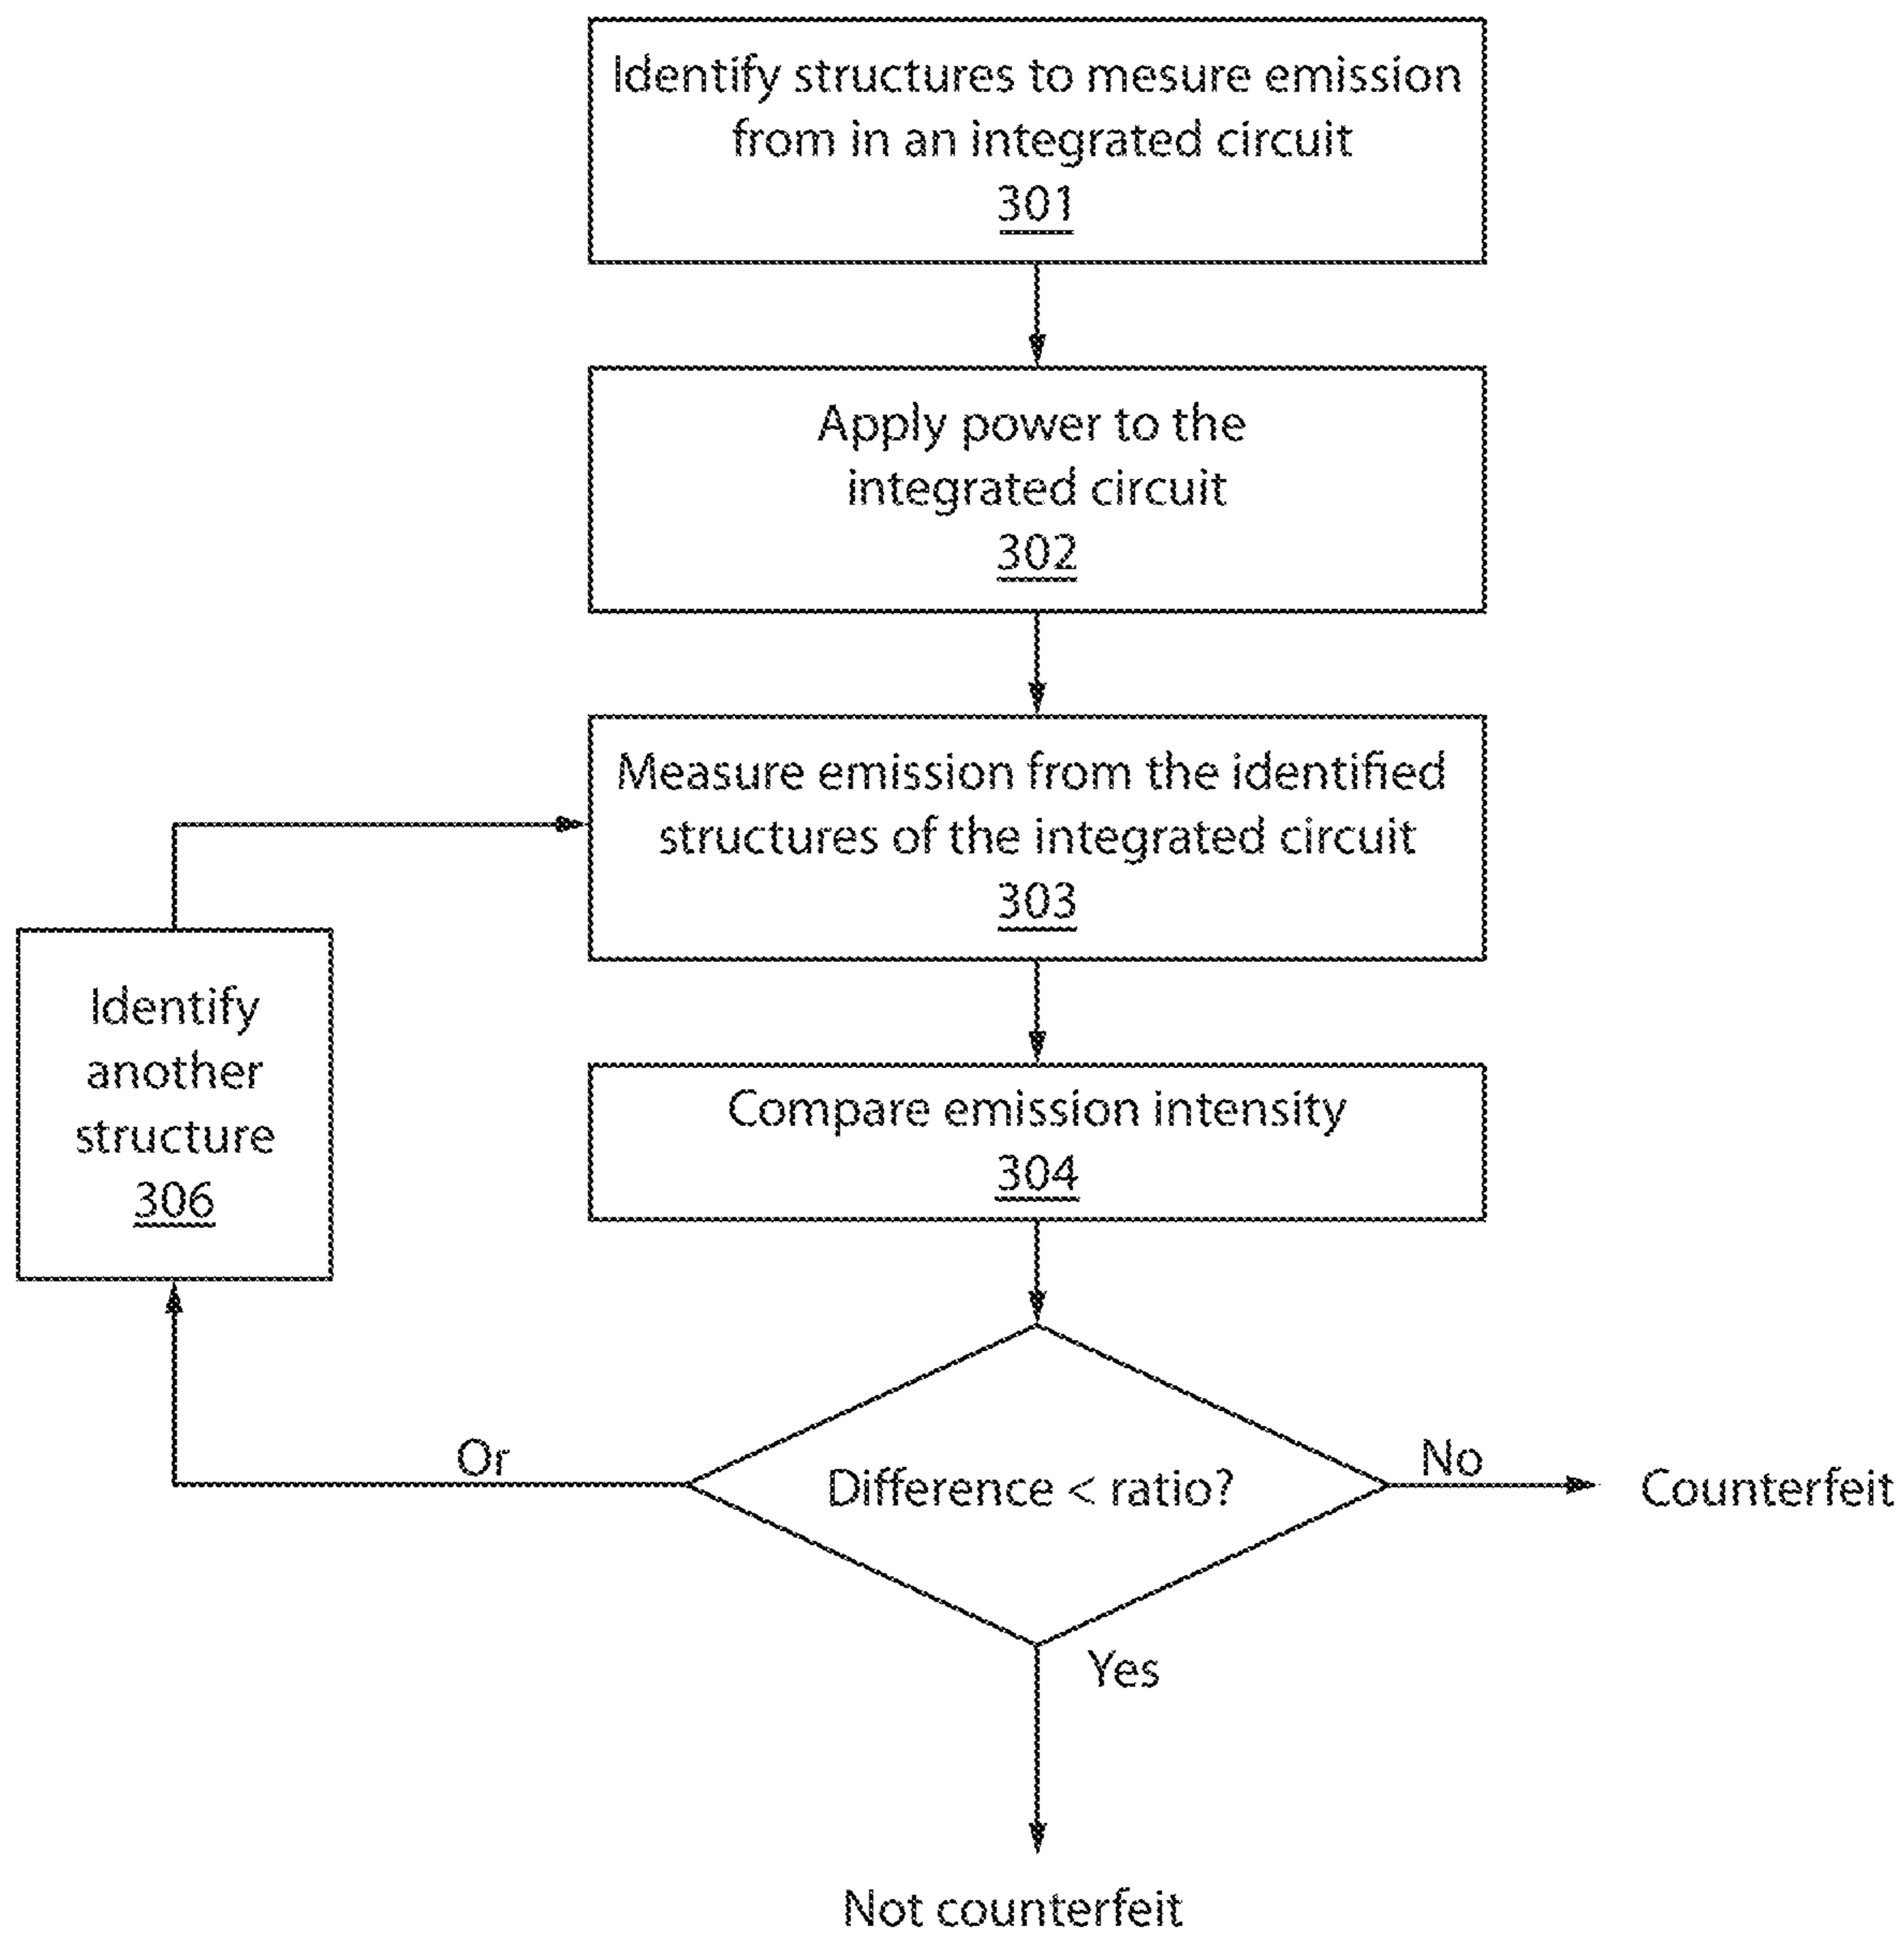 Identify structures to mesure emission
from in an integrated circuit
301
Apply power to the
integrated circuit
302
Measure emission from the identified
structures of the integrated circuit
303
Identify
another
structure
306
Compare emission intensity
304
Or
Difference < ratio?
No
Counterfeit
Yes
Not counterfeit